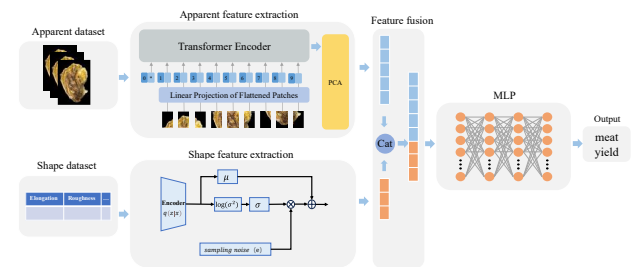 Apparent feature extraction
Feature fusion
Apparent dataset
Transformer Encoder
0 * 1 2 3 4 5 6 7 8 9
Linear Projection of Flattened Patches
PCA
MLP
Output
Cat
meat
yield
Shape dataset
Shape feature extraction
Elongation Roughness ...
Encoder
q(z|x)
μ
log(σ²)
σ
sampling noise (e)